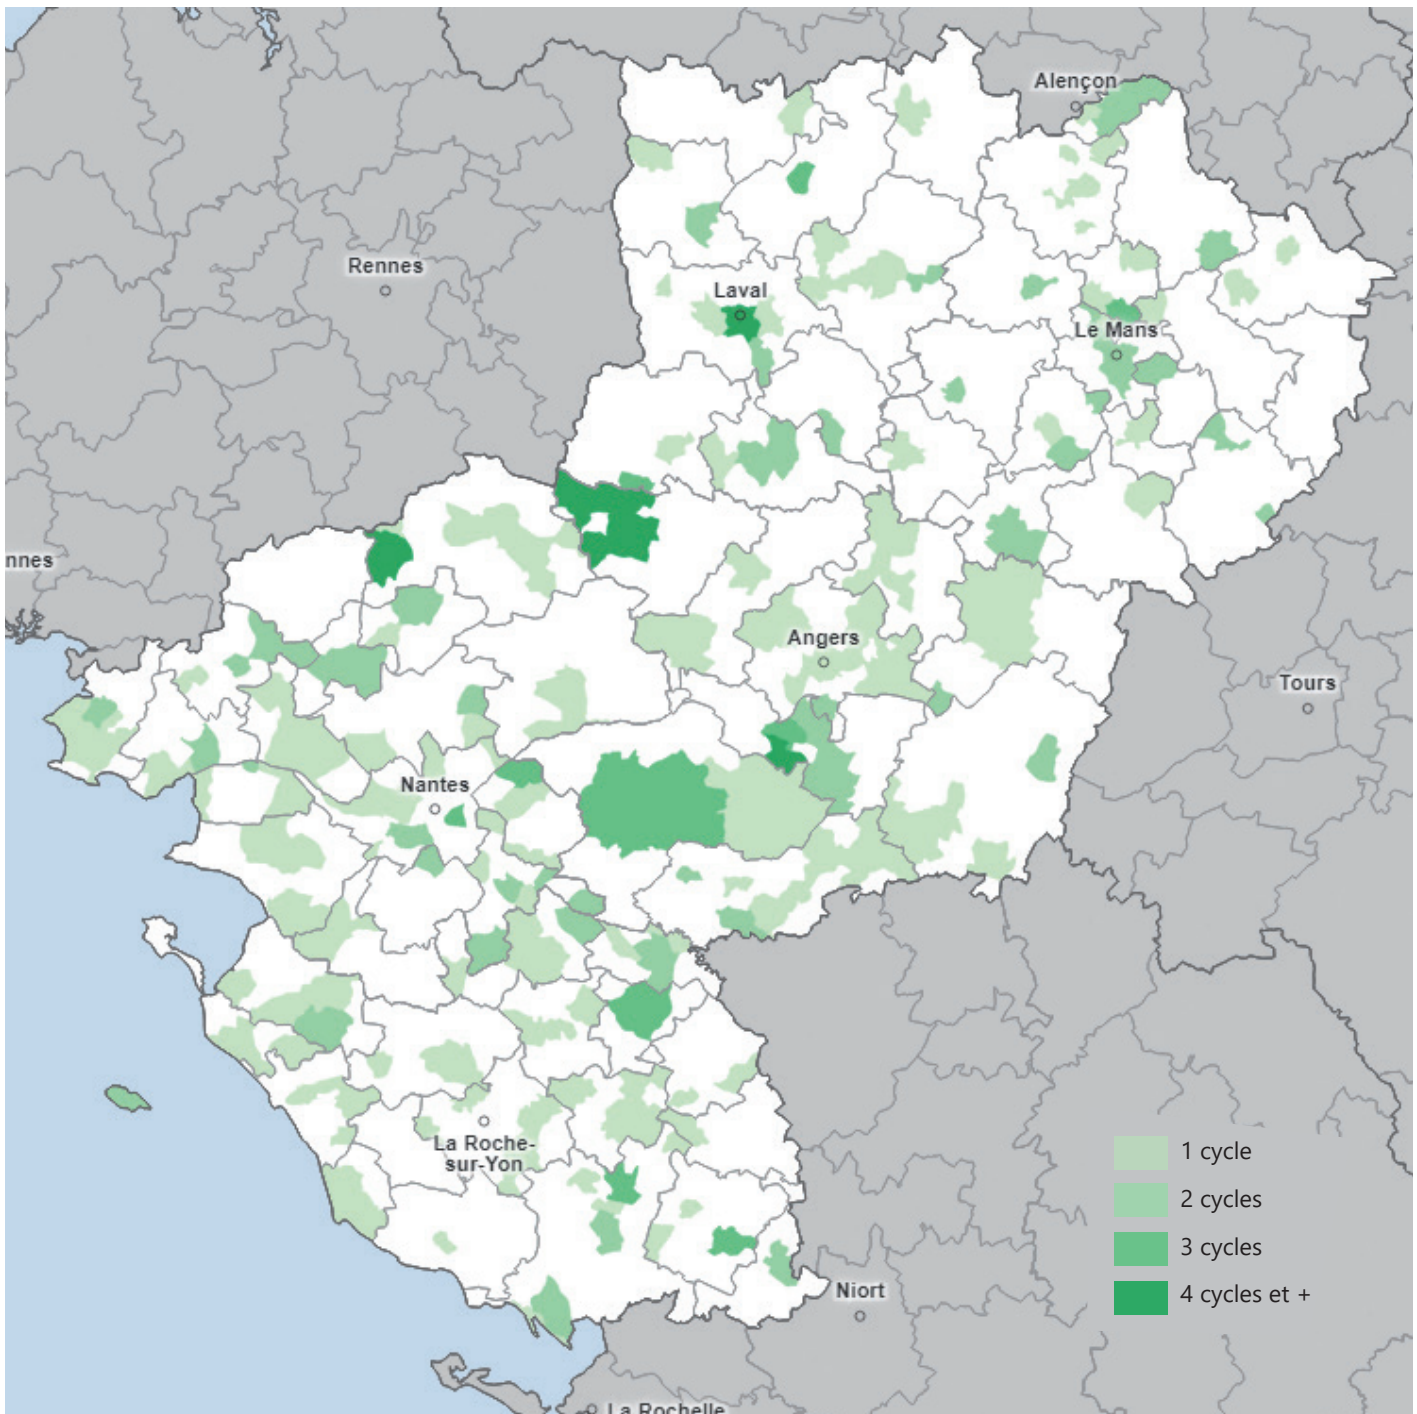 Alençon
Rennes
Laval
Le Mans
nnes
Angers
Tours
Nantes
La Roche-
sur-Yon
1 cycle
2 cycles
3 cycles
4 cycles et +
Niort
La Rochelle